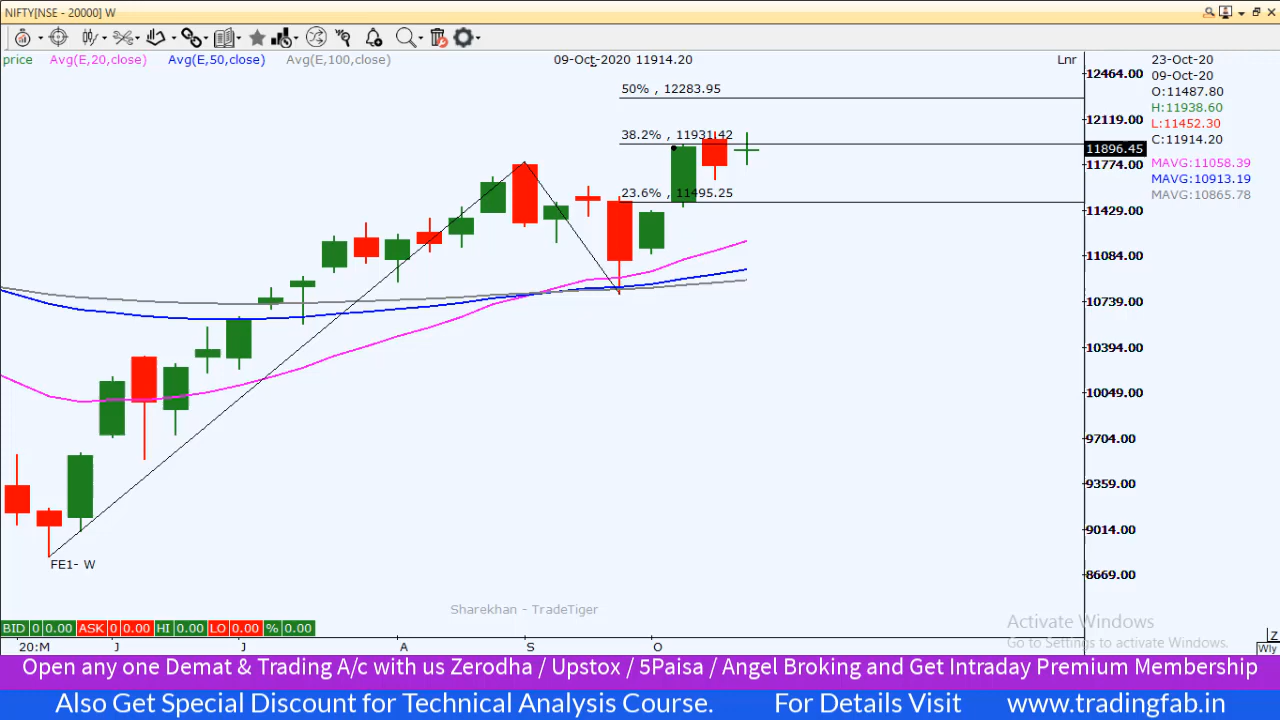 NIFTY[NSE - 20000] W
price Avg(E,20,close) Avg(E,50,close) Avg(E,100,close) 09-Oct-2020 11914.20 Lnr
23-Oct-20
09-Oct-20
O:11487.80
H:11938.60
L:11452.30
C:11914.20
MAVG:11058.39
MAVG:10913.19
MAVG:10865.78
12464.00
12119.00
11896.45
11774.00
11429.00
11084.00
10739.00
10394.00
10049.00
9704.00
9359.00
9014.00
8669.00
50% , 12283.95
38.2% , 11931.42
23.6% , 11495.25
FE1- W
Sharekhan - TradeTiger
Activate Windows
Go to Settings to activate Windows.
BID 0 0.00 ASK 0 0.00 HI 0.00 LO 0.00 % 0.00
20:M J J A S O
Z
Wly
Open any one Demat & Trading A/c with us Zerodha / Upstox / 5Paisa / Angel Broking and Get Intraday Premium Membership
Also Get Special Discount for Technical Analysis Course. For Details Visit www.tradingfab.in